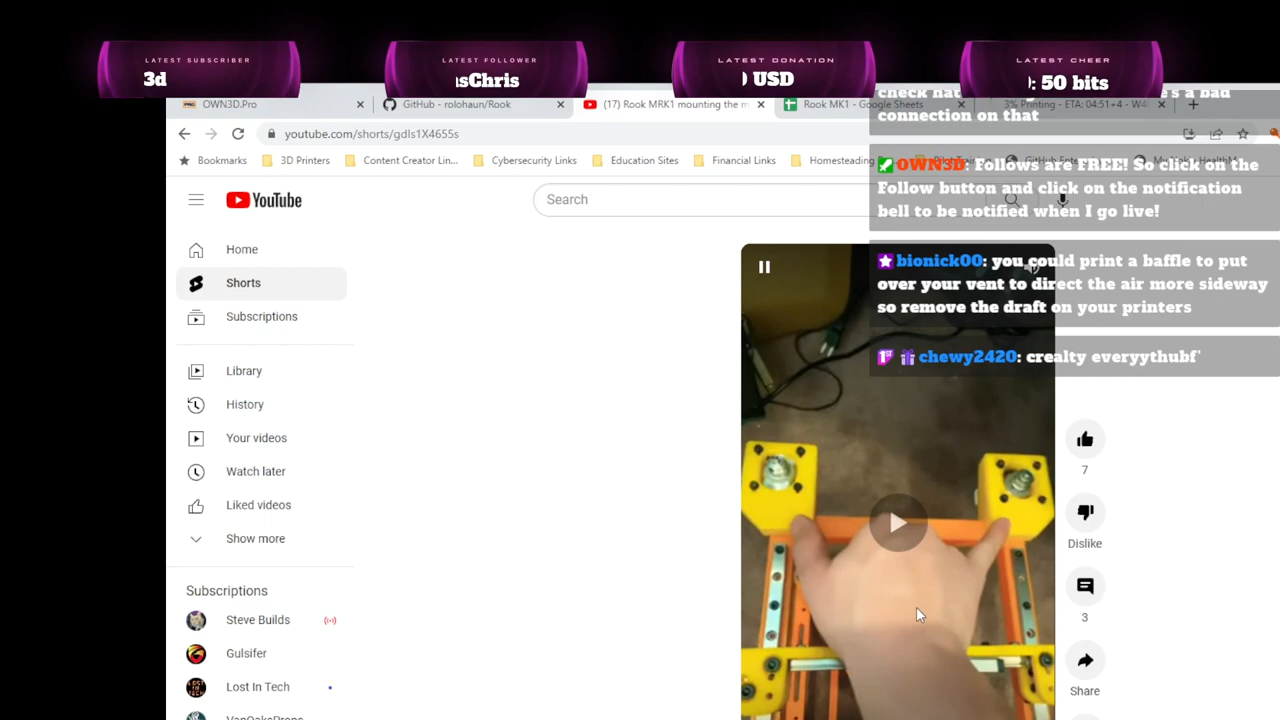 LATEST SUBSCRIBER
3d
LATEST FOLLOWER
sChris
LATEST DONATION
USD
LATEST CHEER
: 50 bits
OWN3D.Pro
GitHub - rolohaun/Rook
(17) Rook MRK1 mounting the m
Rook MK1 - Google Sheets
3% Printing - ETA: 04:51+4 - W
youtube.com/shorts/gdIs1X4655s
Bookmarks
3D Printers
Content Creator Lin...
Cybersecurity Links
Education Sites
Financial Links
Homesteading
GitHub Ente
connection on that
OWN3D: Follows are FREE! So click on the
Follow button and click on the notification
bell to be notified when I go live!
bionick00: you could print a baffle to put
over your vent to direct the air more sideway
so remove the draft on your printers
1ST chewy2420: crealty everyythubf'
YouTube
Search
Home
Shorts
Subscriptions
Library
History
Your videos
Watch later
Liked videos
Show more
Subscriptions
Steve Builds
Gulsifer
Lost In Tech
VanOaksProps
7
Dislike
3
Share